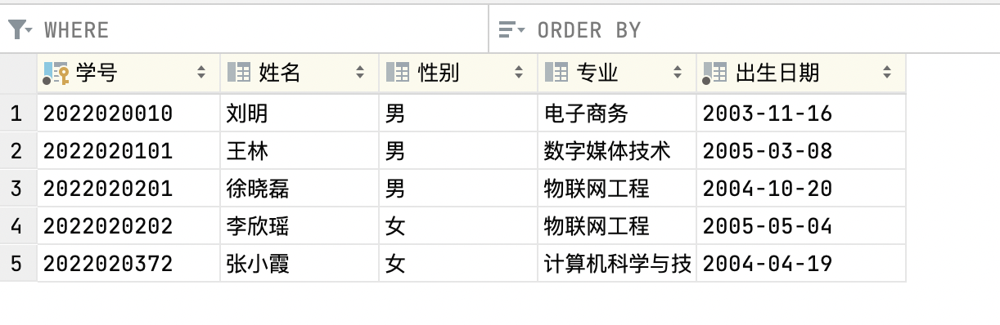 WHERE ORDER BY
学号 姓名 性别 专业 出生日期
1 2022020010 刘明 男 电子商务 2003-11-16
2 2022020101 王林 男 数字媒体技术 2005-03-08
3 2022020201 徐晓磊 男 物联网工程 2004-10-20
4 2022020202 李欣瑶 女 物联网工程 2005-05-04
5 2022020372 张小霞 女 计算机科学与技 2004-04-19